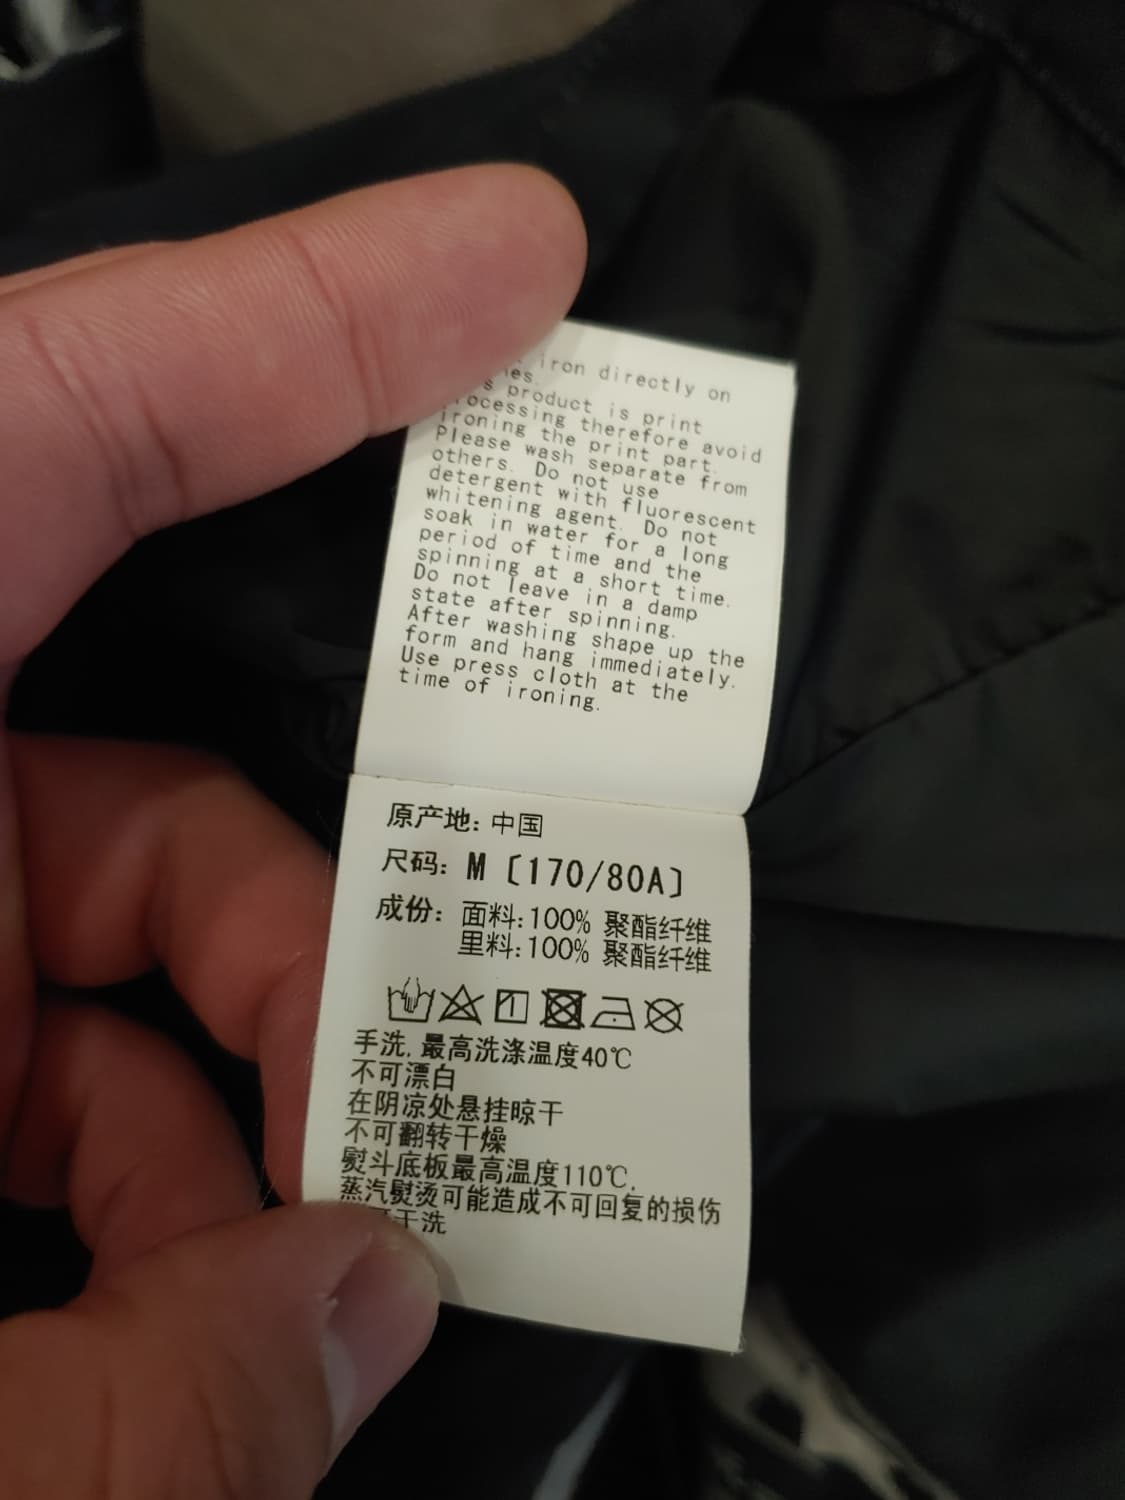 iron directly on
product is print
processing therefore avoid
ironing the print part.
Please wash separate from
others. Do not use
detergent with fluorescent
whitening agent. Do not
soak in water for a long
period of time and the
spinning at a short time.
Do not leave in a damp
state after spinning.
After washing shape up the
form and hang immediately.
Use press cloth at the
time of ironing.
原产地: 中国
尺码: M〔170/80A〕
成份: 面料:100% 聚酯纤维
里料:100% 聚酯纤维
手洗,最高洗涤温度40℃
不可漂白
在阴凉处悬挂晾干
不可翻转干燥
熨斗底板最高温度110℃,
蒸汽熨烫可能造成不可回复的损伤
干洗